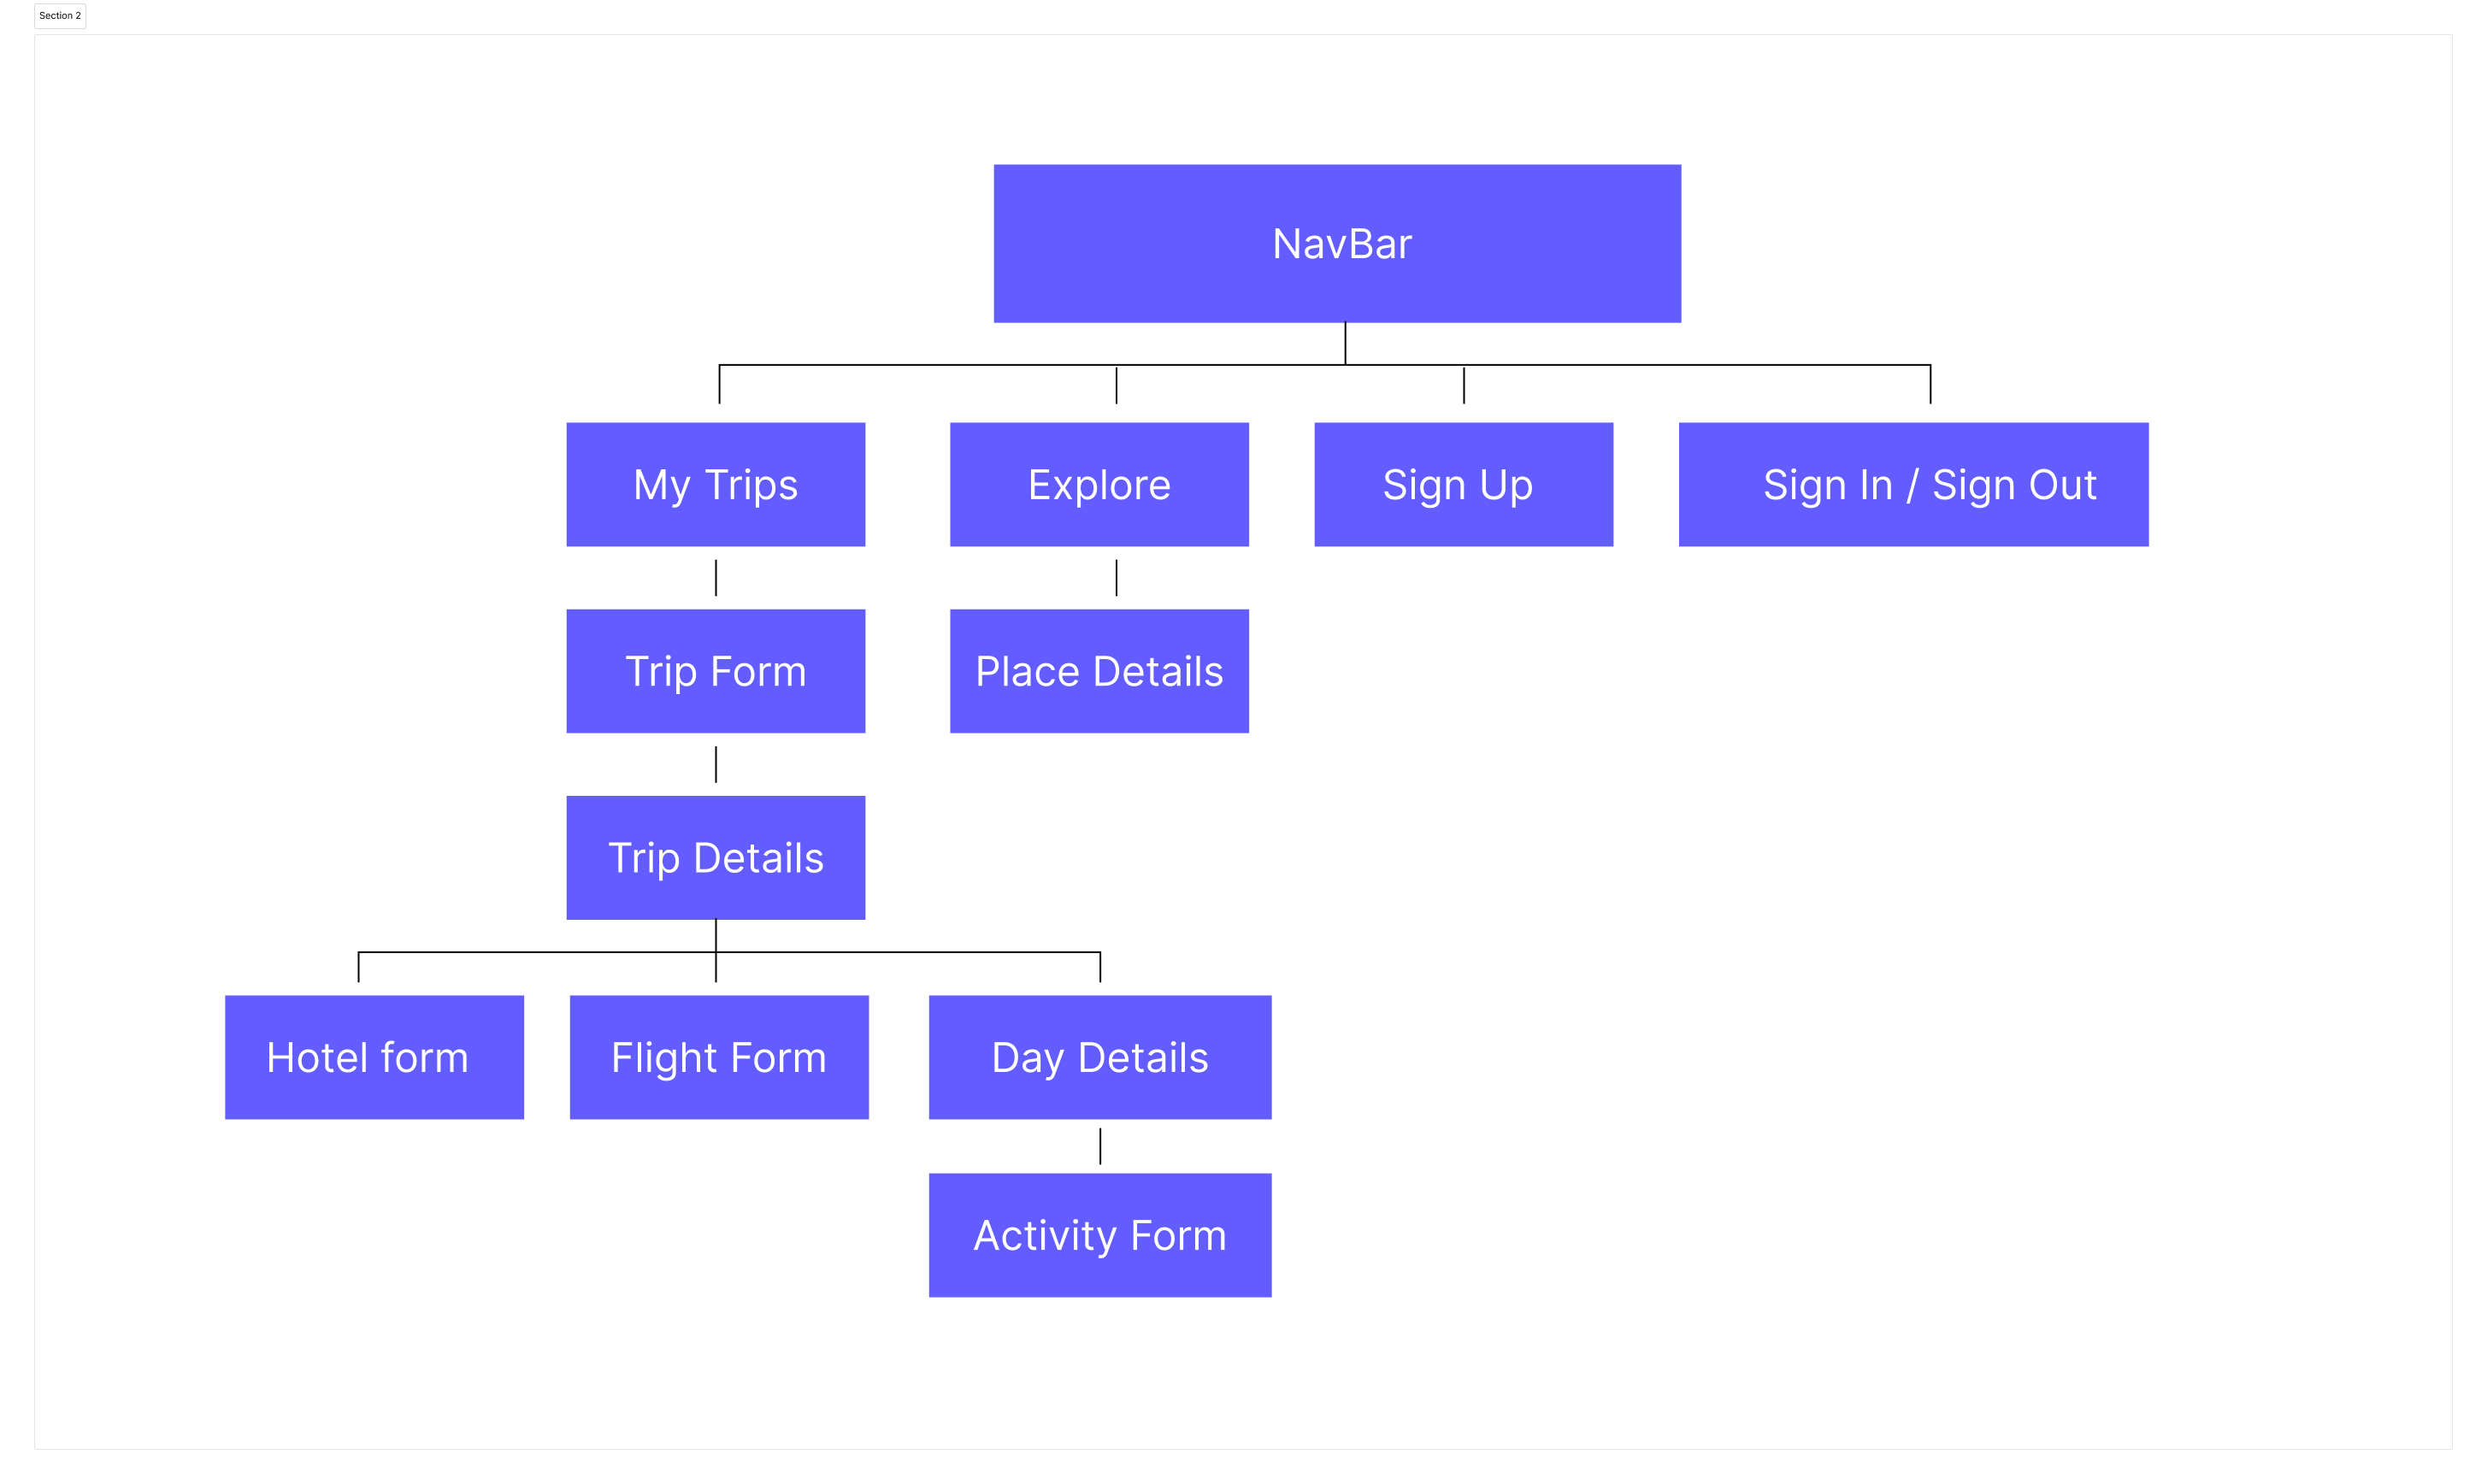 Section 2
NavBar
My Trips
Explore
Sign Up
Sign In / Sign Out
Trip Form
Place Details
Trip Details
Hotel form
Flight Form
Day Details
Activity Form